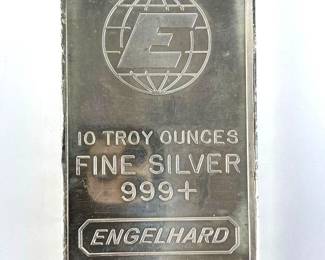 E
10 TROY OUNCES
FINE SILVER
999+
ENGELHARD